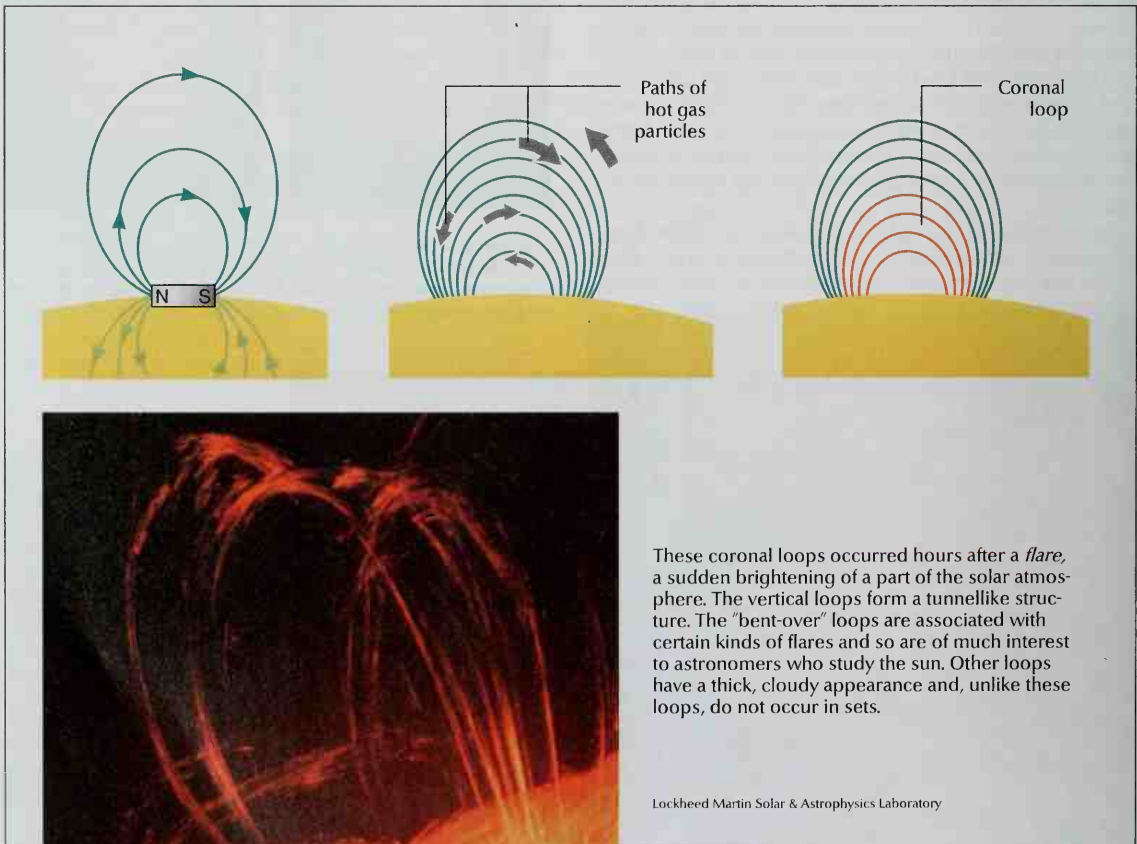 N S
Paths of
hot gas
particles
Coronal
loop
These coronal loops occurred hours after a flare,
a sudden brightening of a part of the solar atmos-
phere. The vertical loops form a tunnellike struc-
ture. The "bent-over" loops are associated with
certain kinds of flares and so are of much interest
to astronomers who study the sun. Other loops
have a thick, cloudy appearance and, unlike these
loops, do not occur in sets.
Lockheed Martin Solar & Astrophysics Laboratory